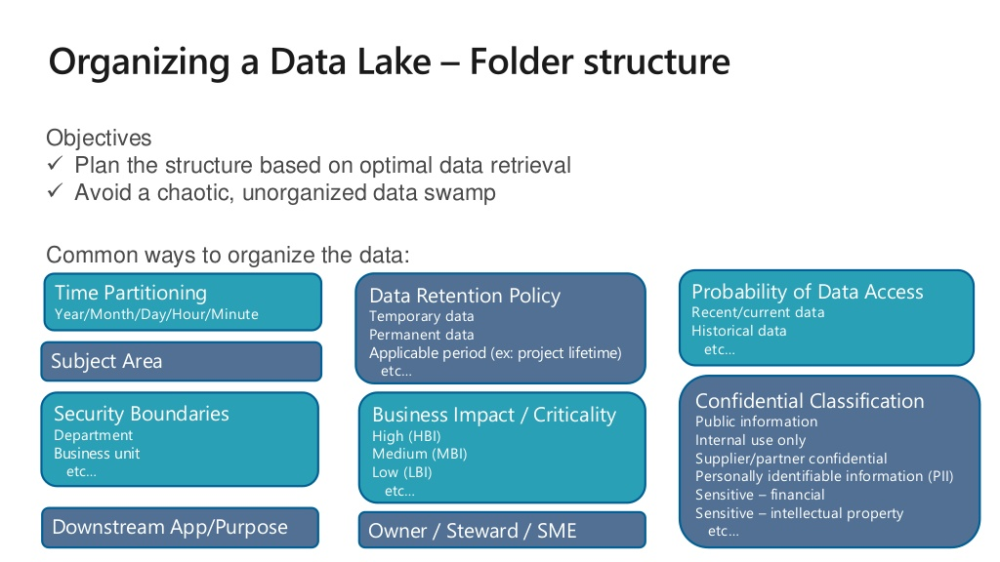 Organizing a Data Lake – Folder structure
Objectives
✓ Plan the structure based on optimal data retrieval
✓ Avoid a chaotic, unorganized data swamp
Common ways to organize the data:
Time Partitioning
Year/Month/Day/Hour/Minute
Subject Area
Security Boundaries
Department
Business unit
etc…
Downstream App/Purpose
Data Retention Policy
Temporary data
Permanent data
Applicable period (ex: project lifetime)
etc…
Business Impact / Criticality
High (HBI)
Medium (MBI)
Low (LBI)
etc…
Owner / Steward / SME
Probability of Data Access
Recent/current data
Historical data
etc…
Confidential Classification
Public information
Internal use only
Supplier/partner confidential
Personally identifiable information (PII)
Sensitive – financial
Sensitive – intellectual property
etc…